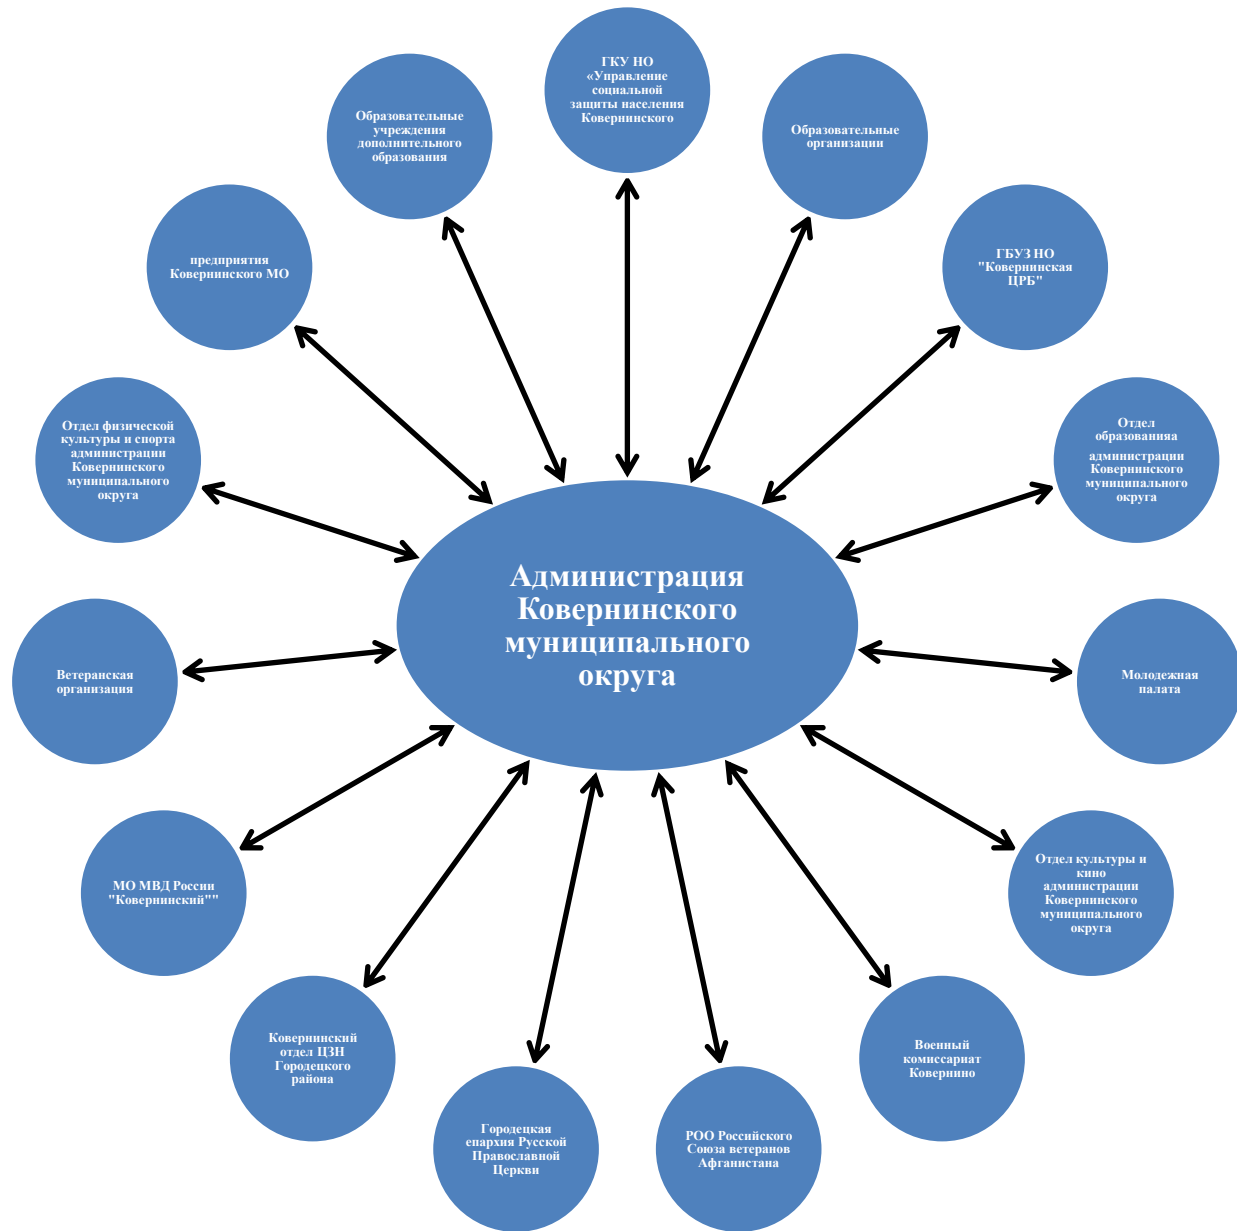 ГКУ НО
«Управление
социальной
защиты населения
Ковернинского
Образовательные
организации
ГБУЗ НО
"Ковернинская
ЦРБ"
Отдел
образованияа
администрации
Ковернинского
муниципального
округа
Молодежная
палата
Отдел культуры и
кино
администрации
Ковернинского
муниципального
округа
Военный
комиссариат
Ковернино
РОО Российского
Союза ветеранов
Афганистана
Городецкая
епархия Русской
Православной
Церкви
Ковернинский
отдел ЦЗН
Городецкого
района
МО МВД России
"Ковернинский""
Ветеранская
организация
Отдел физической
культуры и спорта
администрации
Ковернинского
муниципального
округа
предприятия
Ковернинского МО
Образовательные
учреждения
дополнительного
образования
Администрация
Ковернинского
муниципального
округа